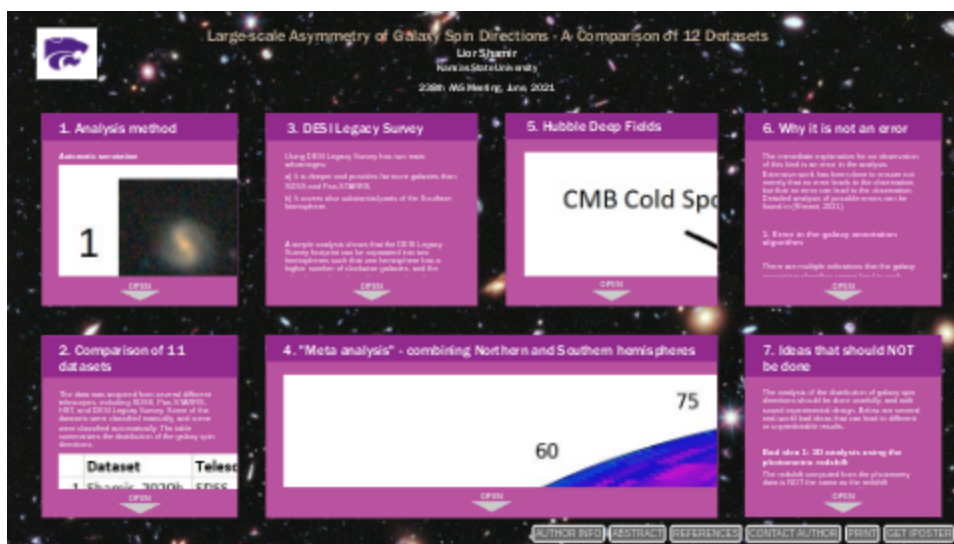 Large-scale Asymmetry of Galaxy Spin Directions - A Comparison of 12 Datasets
Lior Shamir
Kansas State University
238th AAS Meeting, June, 2021
1. Analysis method
Automatic annotation
1
OPEN
2. Comparison of 11
datasets
The data was acquired from several different
telescopes, including SDSS, Pan-STARRS,
HST, and DESI Legacy Survey. Some of the
datasets were classified manually, and some
were classified automatically. The table
summarizes the distribution of the galaxy spin
directions.
Dataset Telesc
1 Shamir, 2020b SDSS
OPEN
3. DESI Legacy Survey
Using DESI Legacy Survey has two main
advantages:
a) It is deeper and provides far more galaxies than
SDSS and Pan-STARRS.
b) It covers also substantial parts of the Southern
hemisphere.
A simple analysis shows that the DESI Legacy
Survey footprint can be separated into two
hemispheres such that one hemisphere has a
higher number of clockwise galaxies, and the
OPEN
4. "Meta analysis" - combining Northern and Southern hemispheres
75
60
OPEN
5. Hubble Deep Fields
CMB Cold Spo
OPEN
6. Why it is not an error
The immediate explanation for an observation
of this kind is an error in the analysis.
Extensive work has been done to ensure not
merely that no error leads to the observation,
but that no error can lead to the observation.
Detailed analysis of possible errors can be
found in (Shamir, 2021).
1. Error in the galaxy annotation
algorithm
There are multiple indications that the galaxy
OPEN
7. Ideas that should NOT
be done
The analysis of the distribution of galaxy spin
directions should be done carefully, and with
sound experimental design. Below are several
real-world bad ideas that can lead to different
or unpredictable results.
Bad idea 1: 3D analysis using the
photometric redshift
The redshift computed from the photometry
data is NOT the same as the redshift
OPEN
AUTHOR INFO ABSTRACT REFERENCES CONTACT AUTHOR PRINT GET IPOSTER